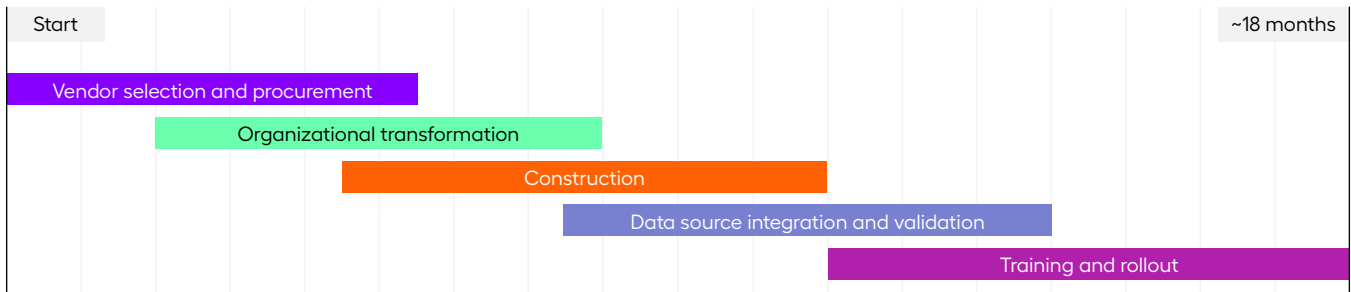 Start
~18 months
Vendor selection and procurement
Organizational transformation
Construction
Data source integration and validation
Training and rollout